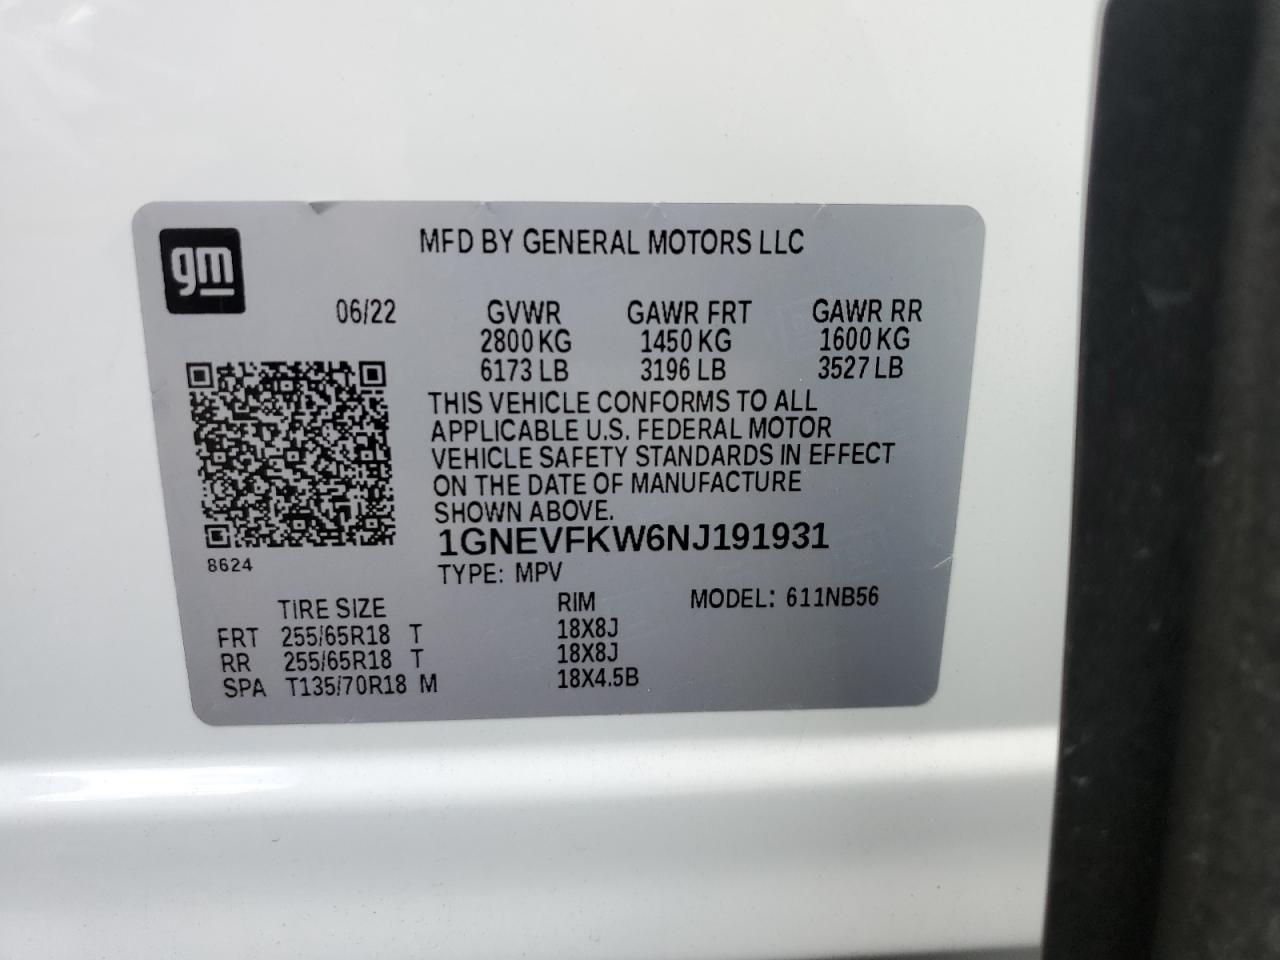 gm
MFD BY GENERAL MOTORS LLC
06/22 GVWR GAWR FRT GAWR RR
2800 KG 1450 KG 1600 KG
6173 LB 3196 LB 3527 LB
THIS VEHICLE CONFORMS TO ALL
APPLICABLE U.S. FEDERAL MOTOR
VEHICLE SAFETY STANDARDS IN EFFECT
ON THE DATE OF MANUFACTURE
SHOWN ABOVE.
1GNEVFKW6NJ191931
8624
TYPE: MPV
TIRE SIZE RIM MODEL: 611NB56
FRT 255/65R18 T 18X8J
RR 255/65R18 T 18X8J
SPA T135/70R18 M 18X4.5B